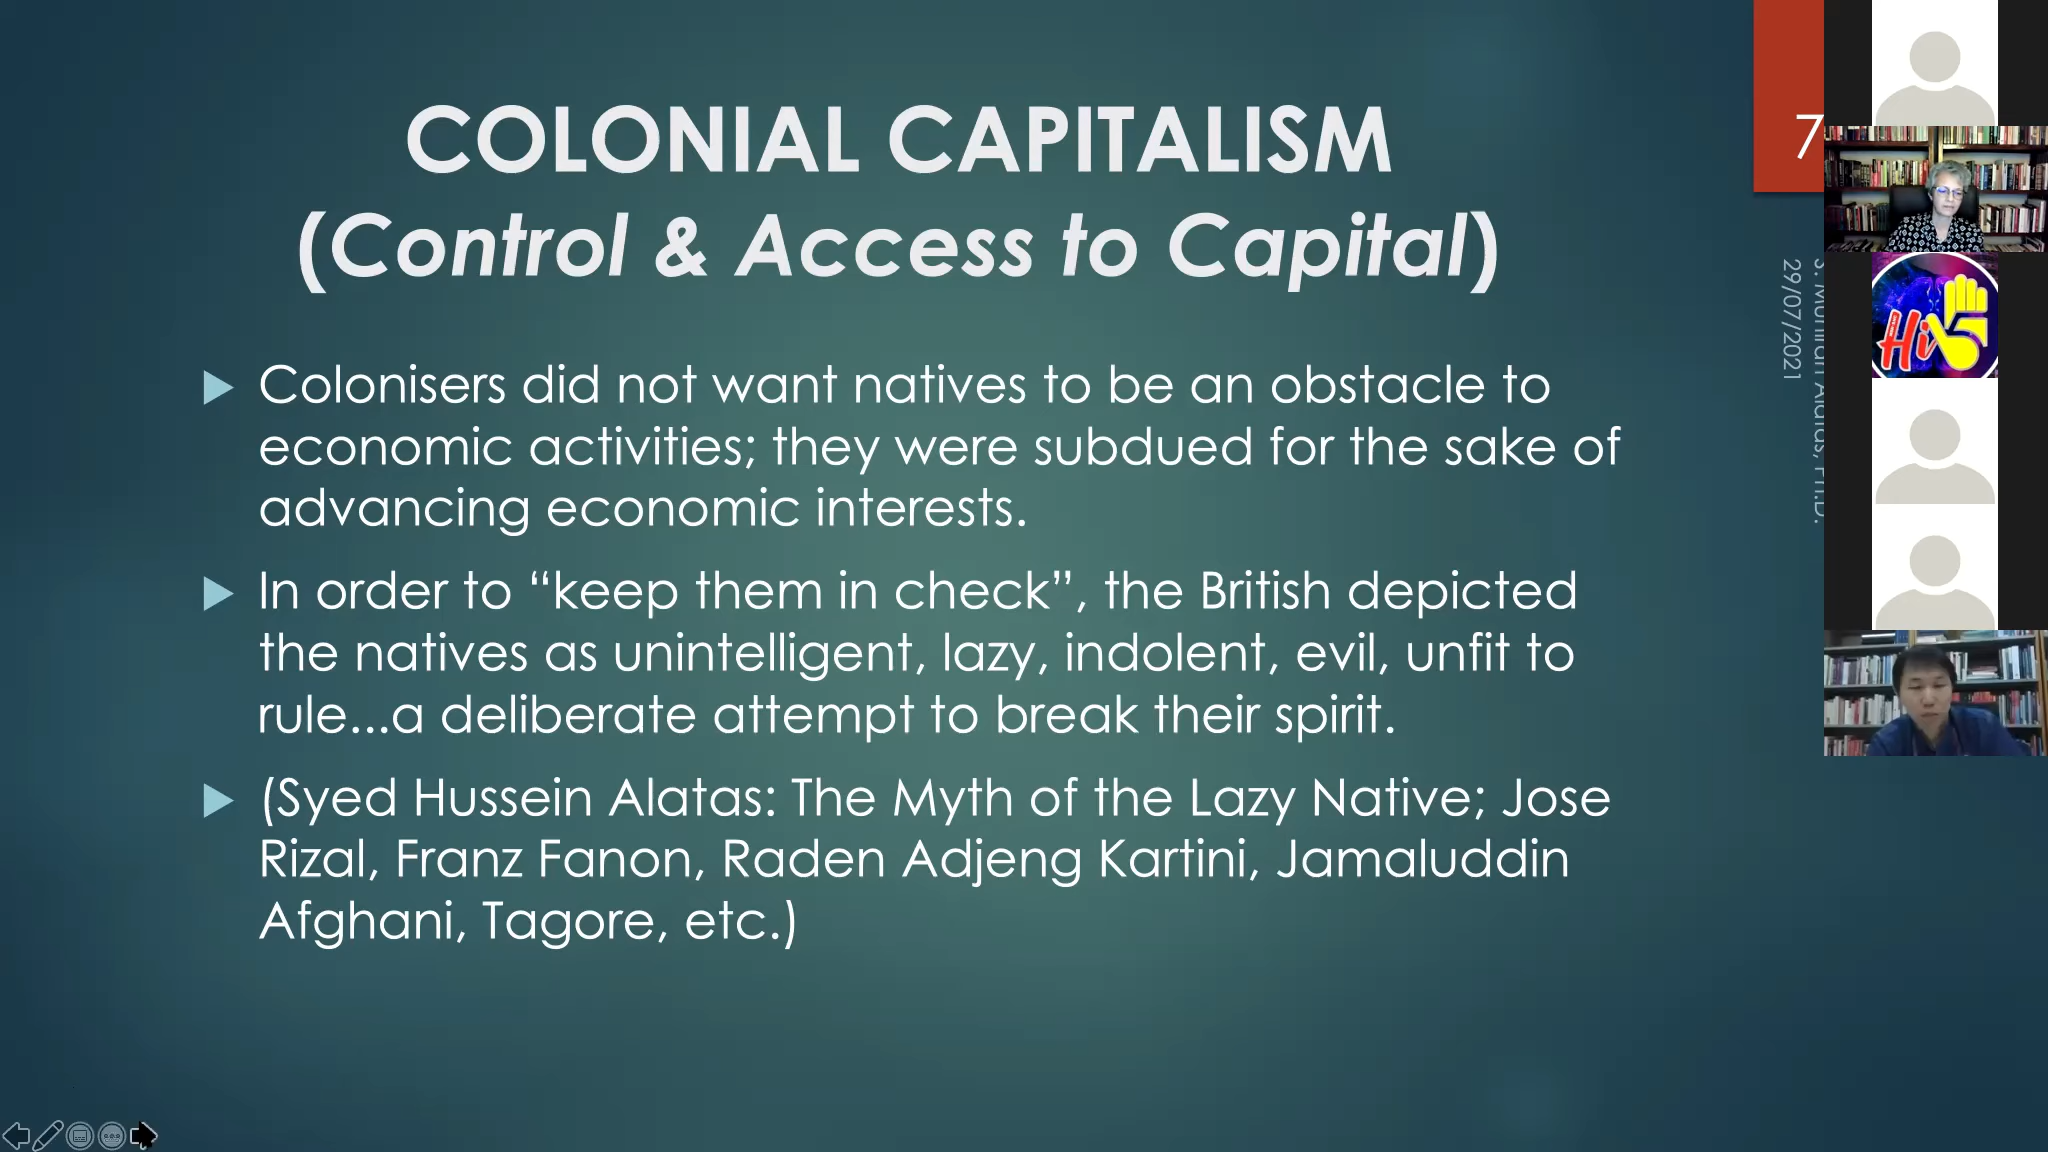 COLONIAL CAPITALISM
(Control & Access to Capital)
Colonisers did not want natives to be an obstacle to
economic activities; they were subdued for the sake of
advancing economic interests.
In order to “keep them in check”, the British depicted
the natives as unintelligent, lazy, indolent, evil, unfit to
rule...a deliberate attempt to break their spirit.
(Syed Hussein Alatas: The Myth of the Lazy Native; Jose
Rizal, Franz Fanon, Raden Adjeng Kartini, Jamaluddin
Afghani, Tagore, etc.)
7
29/07/2021
Hi 5